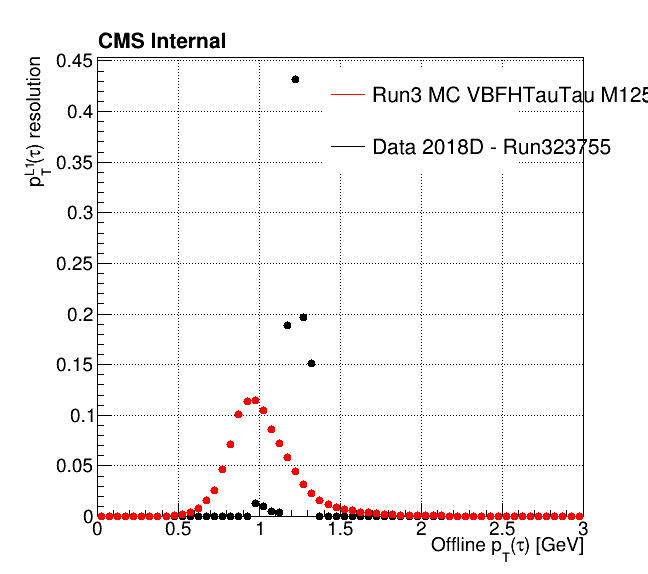 CMS Internal
p_T^L1(τ) resolution
0.45
0.4
0.35
0.3
0.25
0.2
0.15
0.1
0.05
0
Run3 MC VBFHTauTau M125
Data 2018D - Run323755
0 0.5 1 1.5 2 2.5 3
Offline p_T(τ) [GeV]